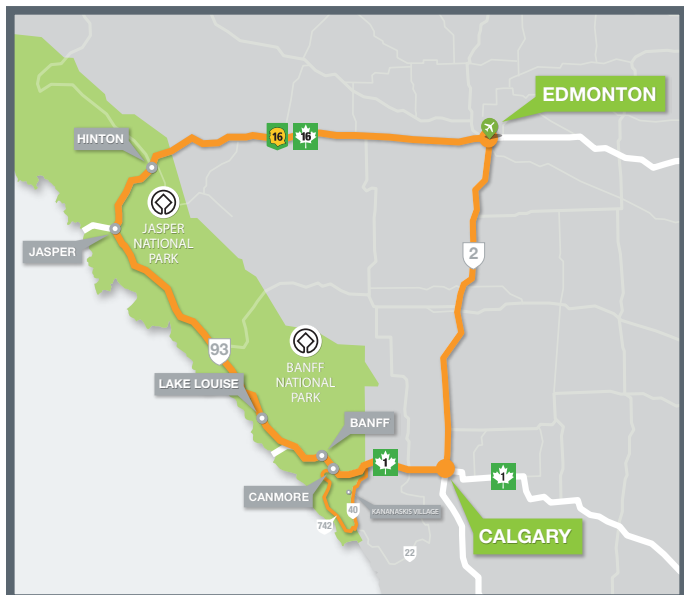 EDMONTON
HINTON
16
16
JASPER
NATIONAL
PARK
JASPER
2
93
BANFF
NATIONAL
PARK
LAKE LOUISE
BANFF
1
1
CANMORE
40
KANANASKIS VILLAGE
742
CALGARY
22